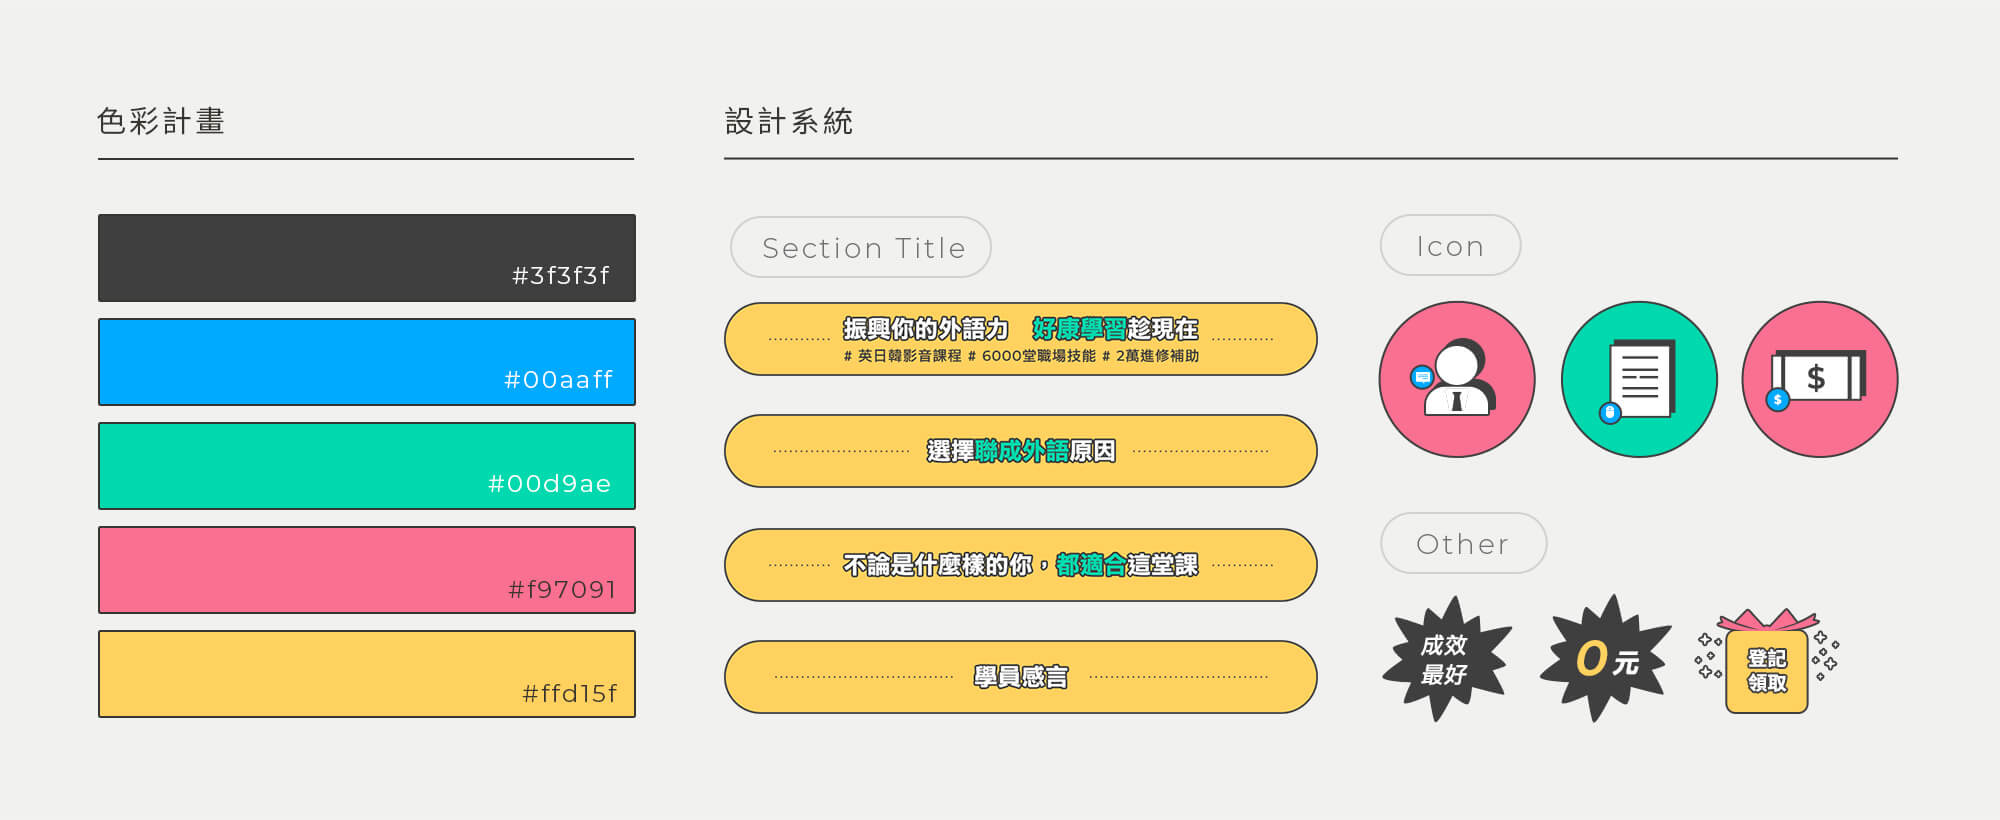 色彩計畫
#3f3f3f
#00aaff
#00d9ae
#f97091
#ffd15f
設計系統
Section Title
振興你的外語力　好康學習趁現在
# 英日韓影音課程 # 6000堂職場技能 # 2萬進修補助
選擇聯成外語原因
不論是什麼樣的你，都適合這堂課
學員感言
Icon
$
$
Other
成效
最好
0元
登記
領取